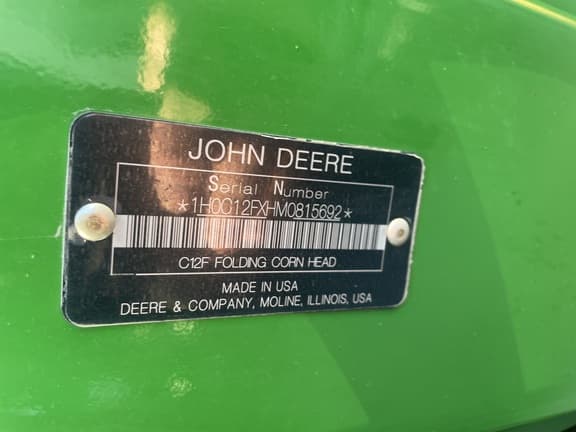 JOHN DEERE
Serial Number
*1H0C12FXHM0815692*
C12F FOLDING CORN HEAD
MADE IN USA
DEERE & COMPANY, MOLINE, ILLINOIS, USA